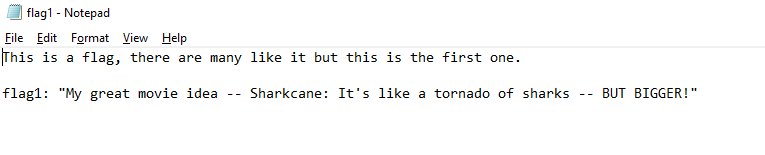 flag1 - Notepad
File Edit Format View Help
This is a flag, there are many like it but this is the first one.
flag1: "My great movie idea -- Sharkcane: It's like a tornado of sharks -- BUT BIGGER!"